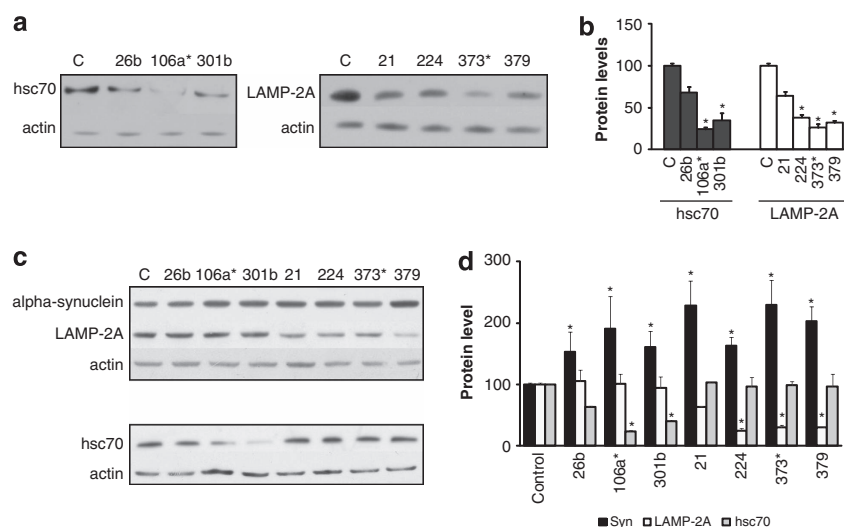 a
C 26b 106a* 301b
hsc70
actin
C 21 224 373* 379
LAMP-2A
actin
b
Protein levels
150
100
50
0
* * * * *
C 26b 106a* 301b C 21 224 373* 379
hsc70 LAMP-2A
c
C 26b 106a* 301b 21 224 373* 379
alpha-synuclein
LAMP-2A
actin
hsc70
actin
d
Protein level
300
200
100
0
* * * * * * *
* * * * *
Control 26b 106a* 301b 21 224 373* 379
Syn LAMP-2A hsc70